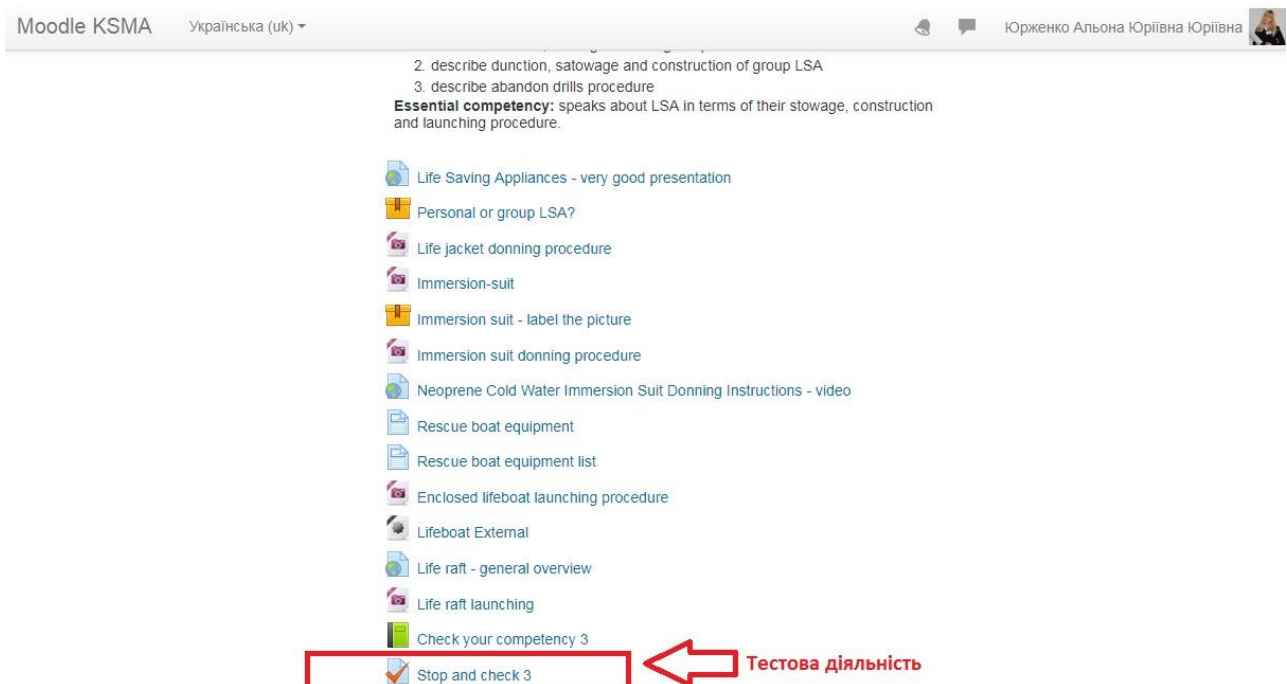 Moodle KSMA Українська (uk) Юрженко Альона Юріївна Юріївна
2. describe dunction, satowage and construction of group LSA
3. describe abandon drills procedure
Essential competency: speaks about LSA in terms of their stowage, construction
and launching procedure.
Life Saving Appliances - very good presentation
Personal or group LSA?
Life jacket donning procedure
Immersion-suit
Immersion suit - label the picture
Immersion suit donning procedure
Neoprene Cold Water Immersion Suit Donning Instructions - video
Rescue boat equipment
Rescue boat equipment list
Enclosed lifeboat launching procedure
Lifeboat External
Life raft - general overview
Life raft launching
Check your competency 3
Stop and check 3 Тестова діяльність